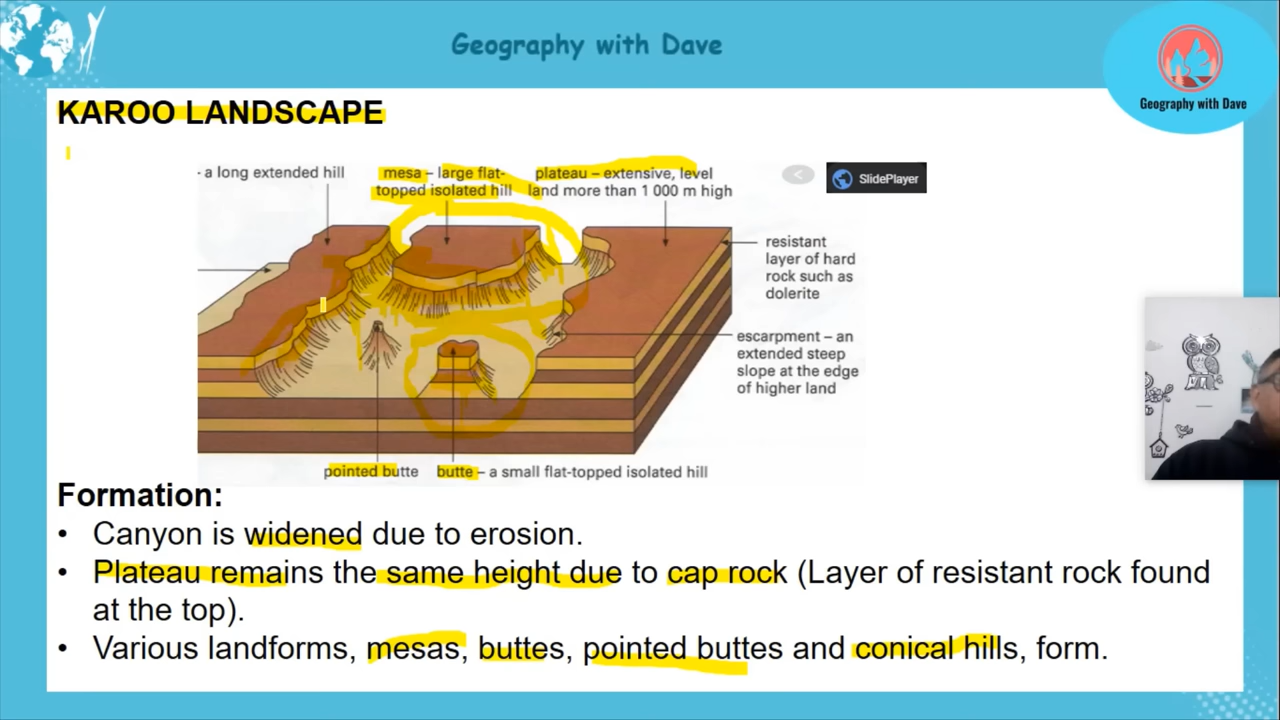 Geography with Dave
Geography with Dave
KAROO LANDSCAPE
- a long extended hill
mesa – large flat-
topped isolated hill
plateau – extensive, level
land more than 1 000 m high
SlidePlayer
resistant
layer of hard
rock such as
dolerite
escarpment – an
extended steep
slope at the edge
of higher land
pointed butte
butte – a small flat-topped isolated hill
Formation:
• Canyon is widened due to erosion.
• Plateau remains the same height due to cap rock (Layer of resistant rock found
at the top).
• Various landforms, mesas, buttes, pointed buttes and conical hills, form.